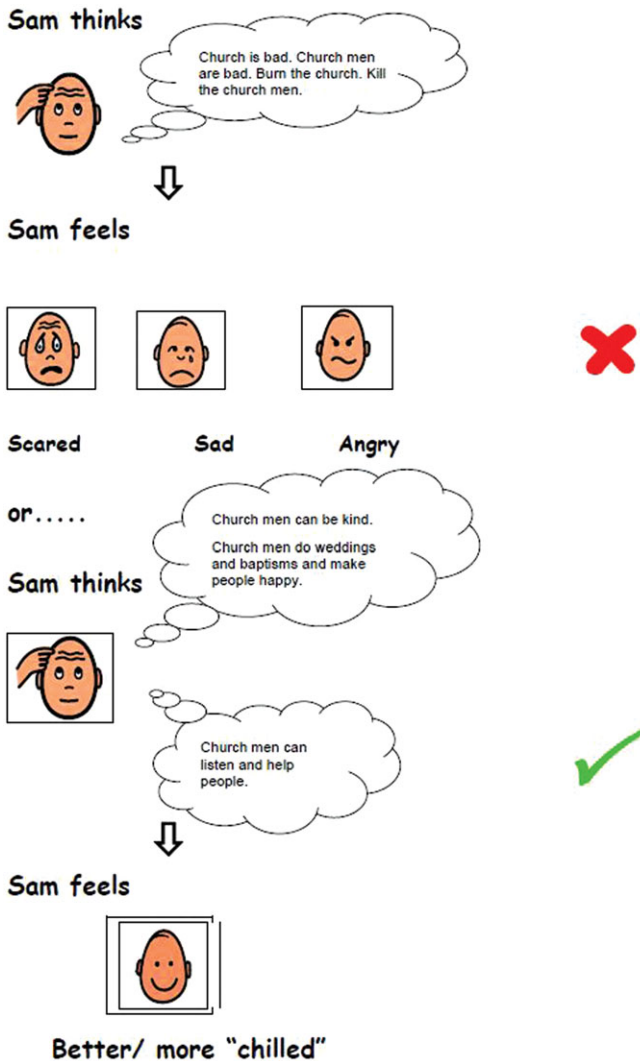 Sam thinks
Church is bad. Church men
are bad. Burn the church. Kill
the church men.
Sam feels
Scared
Sad
Angry
or.....
Church men can be kind.
Church men do weddings
and baptisms and make
people happy.
Sam thinks
Church men can
listen and help
people.
Sam feels
Better/ more “chilled”